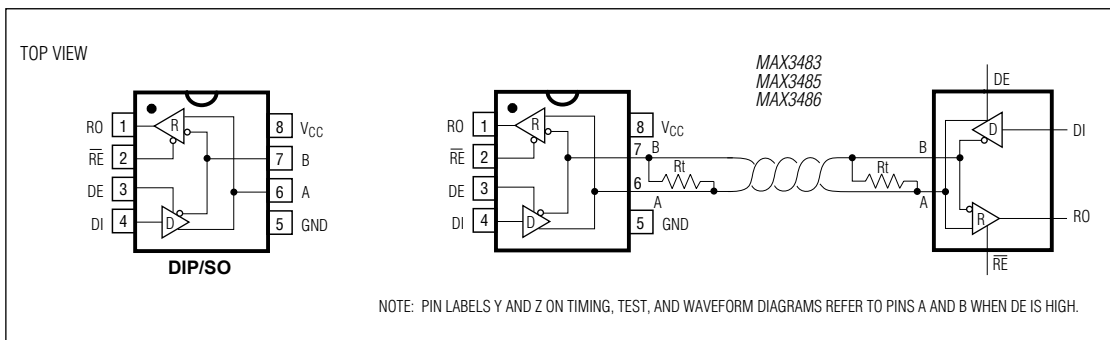 TOP VIEW
MAX3483
MAX3485
MAX3486
RO 1
R
8 VCC
RE 2
7 B
DE 3
6 A
DI 4
D
5 GND
DIP/SO
RO 1
R
8 VCC
RE 2
7 B
DE 3
6 A
DI 4
D
5 GND
Rt
Rt
DE
B
D
DI
A
R
RO
RE
NOTE: PIN LABELS Y AND Z ON TIMING, TEST, AND WAVEFORM DIAGRAMS REFER TO PINS A AND B WHEN DE IS HIGH.